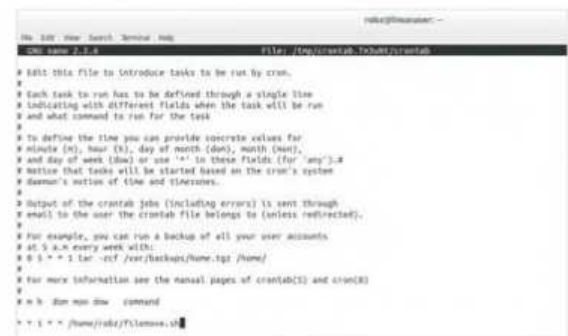 robz@linuxuser: ~
File Edit View Search Terminal Help
GNU nano 2.2.6 File: /tmp/crontab.Tm3uHt/crontab
# Edit this file to introduce tasks to be run by cron.
#
# Each task to run has to be defined through a single line
# indicating with different fields when the task will be run
# and what command to run for the task
#
# To define the time you can provide concrete values for
# minute (m), hour (h), day of month (dom), month (mon),
# and day of week (dow) or use '*' in these fields (for 'any').#
# Notice that tasks will be started based on the cron's system
# daemon's notion of time and timezones.
#
# Output of the crontab jobs (including errors) is sent through
# email to the user the crontab file belongs to (unless redirected).
#
# For example, you can run a backup of all your user accounts
# at 5 a.m every week with:
# 0 5 * * 1 tar -zcf /var/backups/home.tgz /home/
#
# For more information see the manual pages of crontab(5) and cron(8)
#
# m h dom mon dow command
* * 1 * * /home/robz/filemove.sh